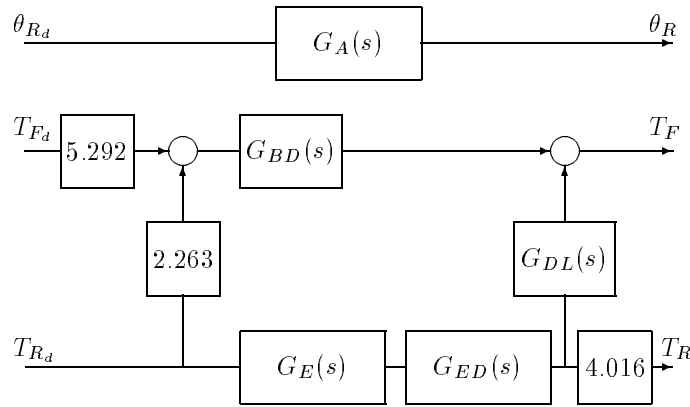 θ_{R_d} G_A(s) θ_R
T_{F_d} 5.292 G_{BD}(s) T_F
2.263 G_{DL}(s)
T_{R_d} G_E(s) G_{ED}(s) 4.016 T_R